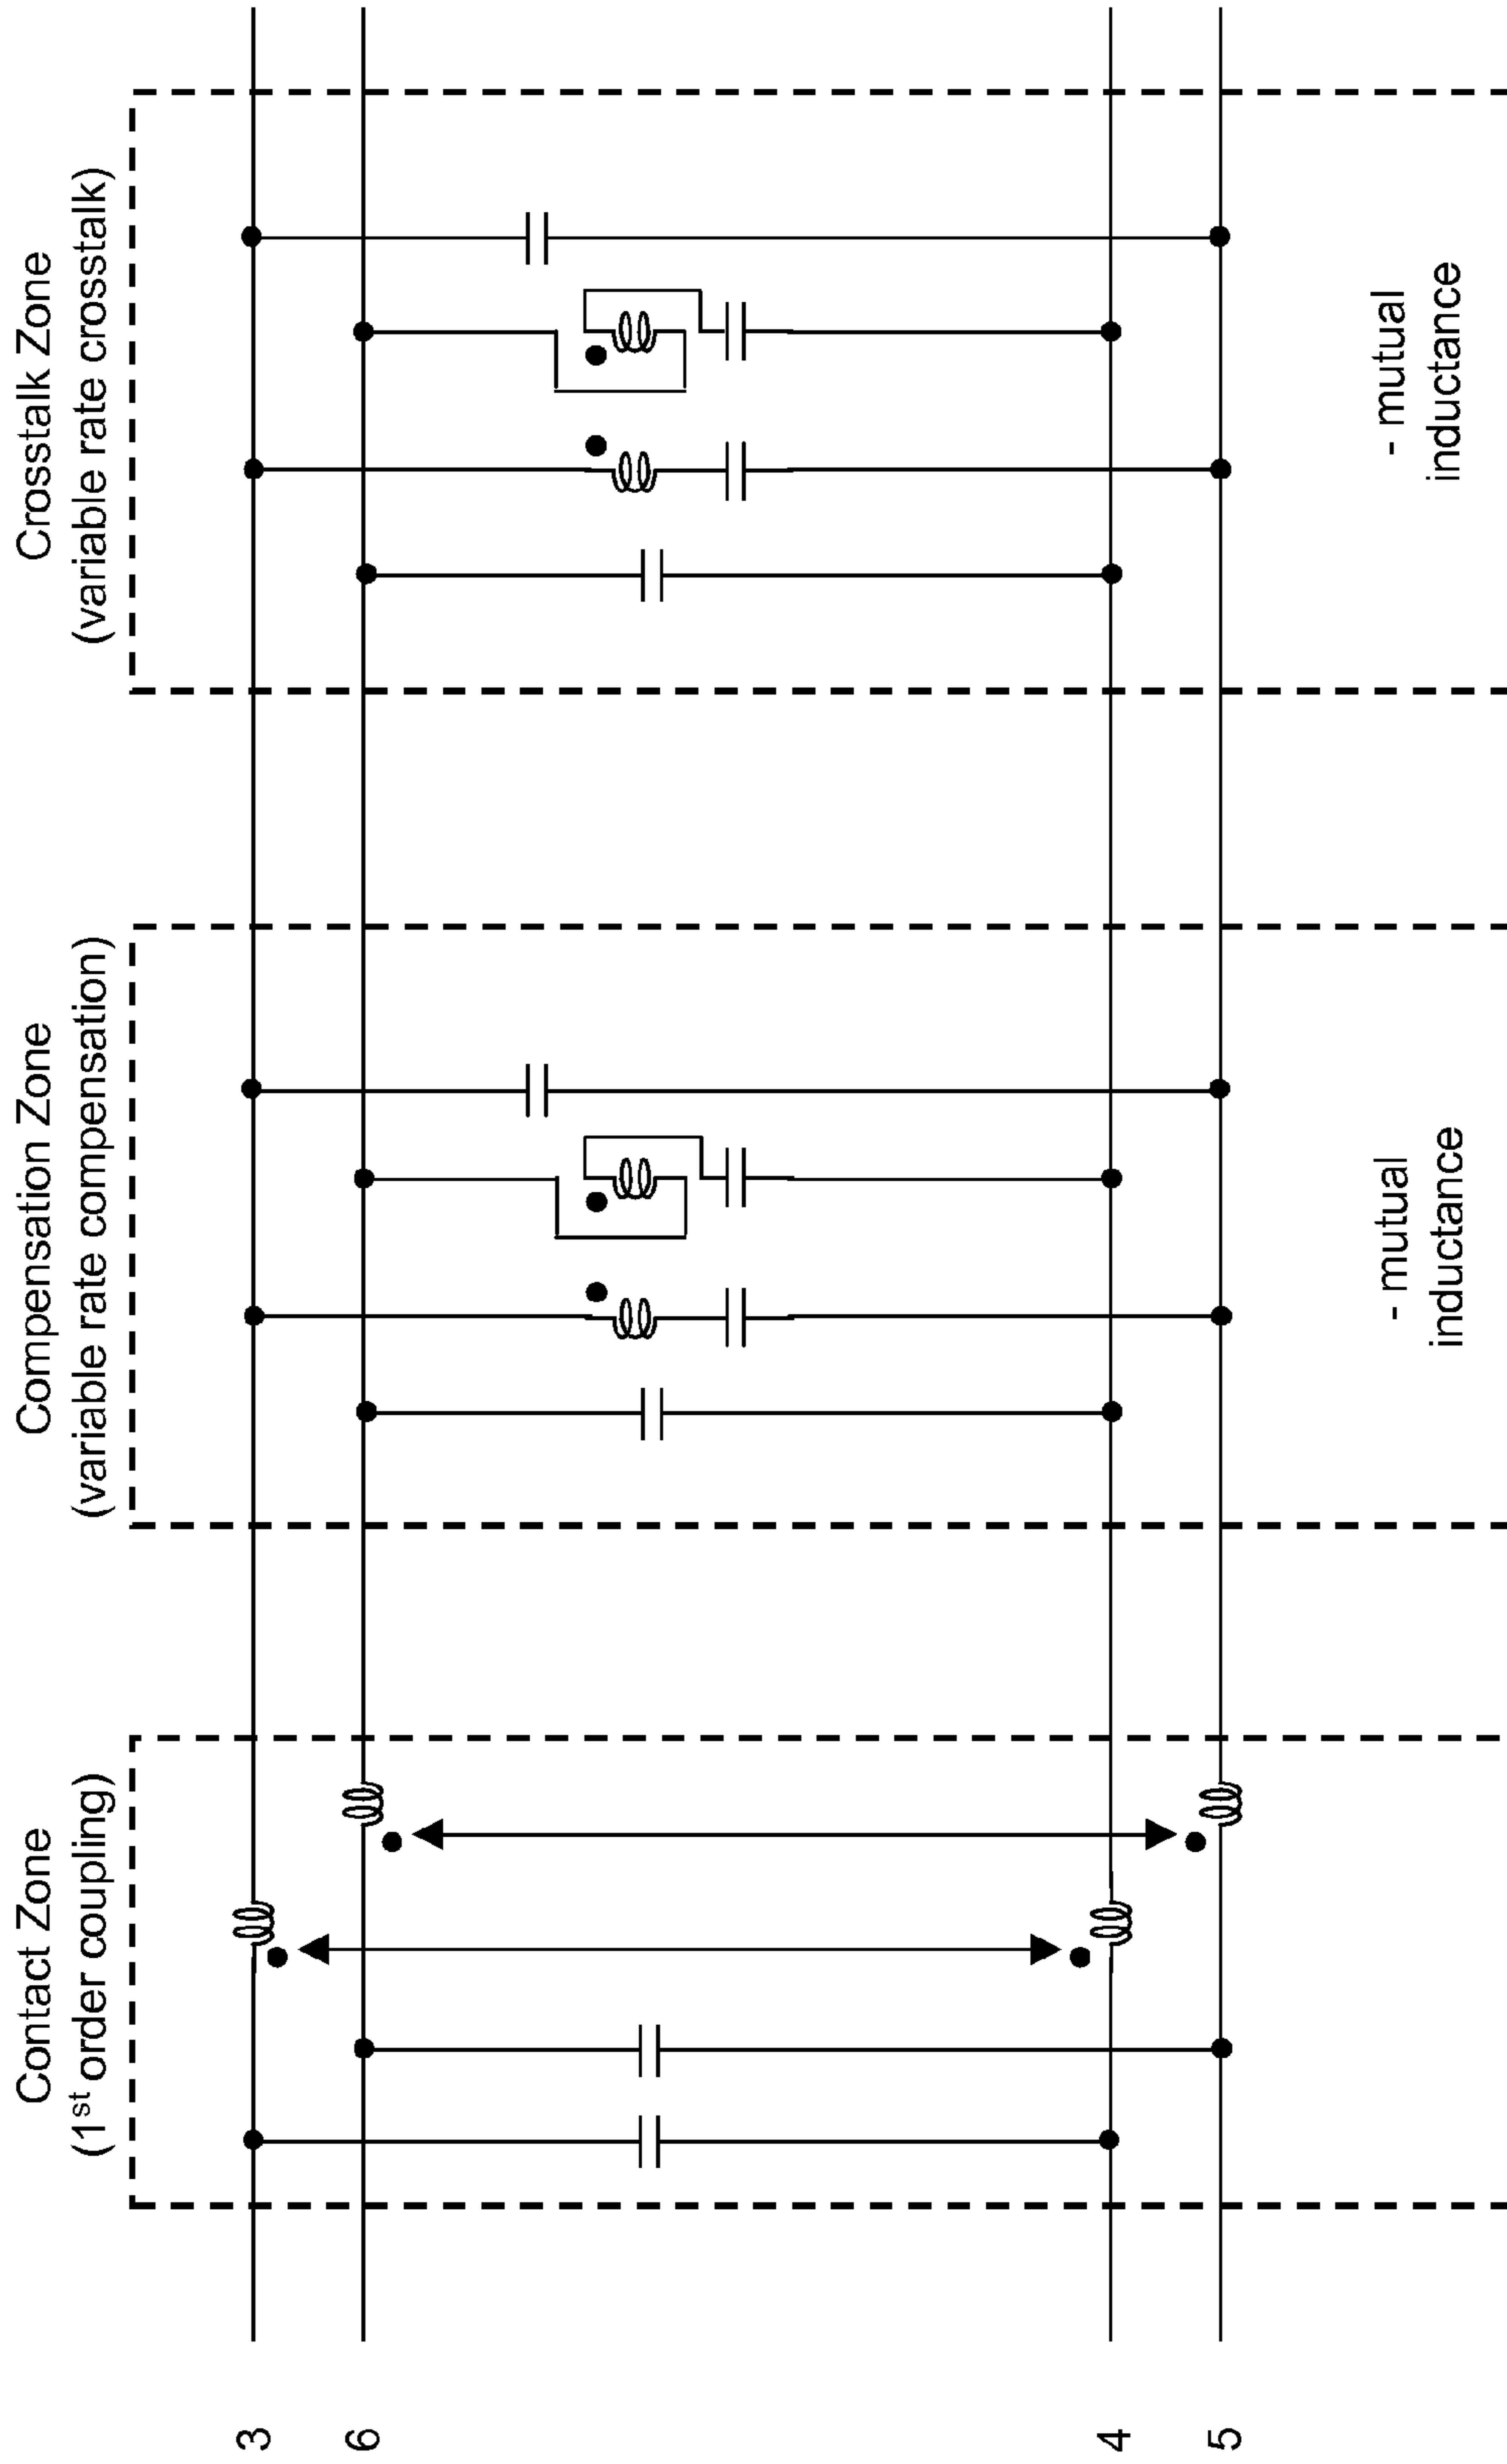 Contact Zone
(1st order coupling)
Compensation Zone
(variable rate compensation)
Crosstalk Zone
(variable rate crosstalk)
3
6
4
5
- mutual
inductance
- mutual
inductance